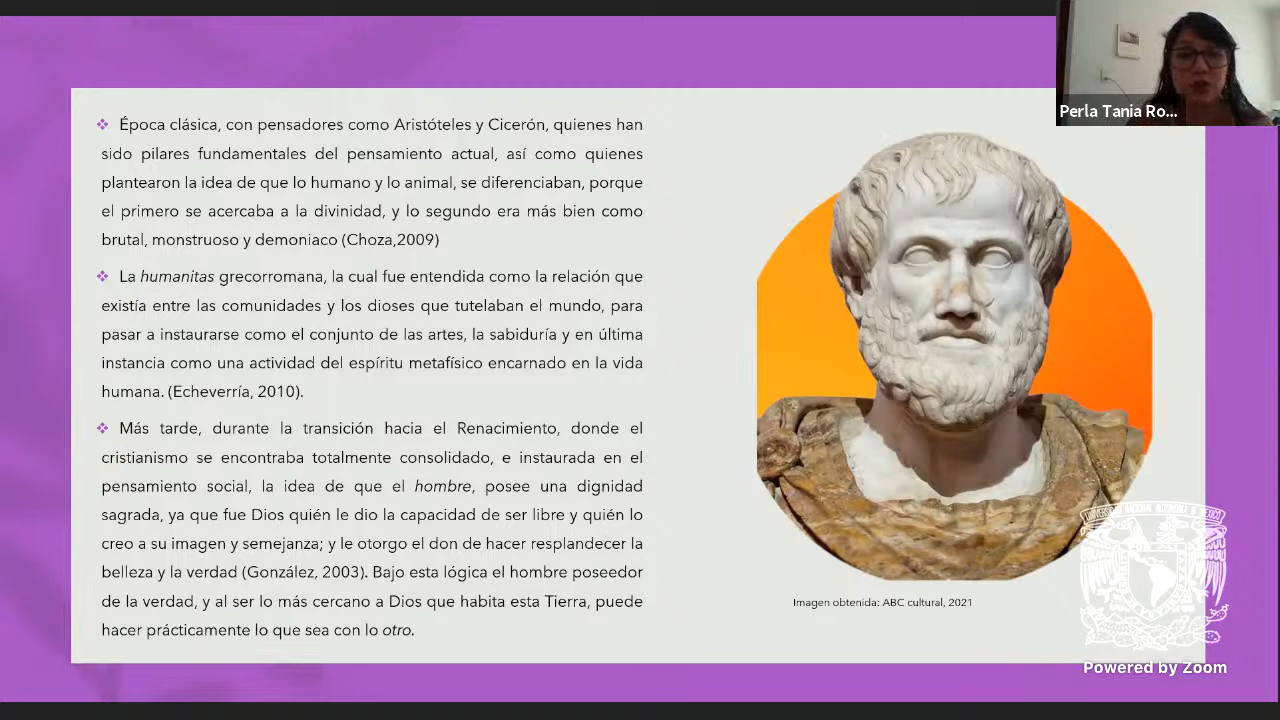 Época clásica, con pensadores como Aristóteles y Cicerón, quienes han
sido pilares fundamentales del pensamiento actual, así como quienes
plantearon la idea de que lo humano y lo animal, se diferenciaban, porque
el primero se acercaba a la divinidad, y lo segundo era más bien como
brutal, monstruoso y demoniaco (Choza,2009)
La humanitas grecorromana, la cual fue entendida como la relación que
existía entre las comunidades y los dioses que tutelaban el mundo, para
pasar a instaurarse como el conjunto de las artes, la sabiduría y en última
instancia como una actividad del espíritu metafísico encarnado en la vida
humana. (Echeverría, 2010).
Más tarde, durante la transición hacia el Renacimiento, donde el
cristianismo se encontraba totalmente consolidado, e instaurada en el
pensamiento social, la idea de que el hombre, posee una dignidad
sagrada, ya que fue Dios quién le dio la capacidad de ser libre y quién lo
creo a su imagen y semejanza; y le otorgo el don de hacer resplandecer la
belleza y la verdad (González, 2003). Bajo esta lógica el hombre poseedor
de la verdad, y al ser lo más cercano a Dios que habita esta Tierra, puede
hacer prácticamente lo que sea con lo otro.
Imagen obtenida: ABC cultural, 2021
Perla Tania Ro...
UNIVERSIDAD NACIONAL AUTÓNOMA DE MÉXICO
Powered by Zoom